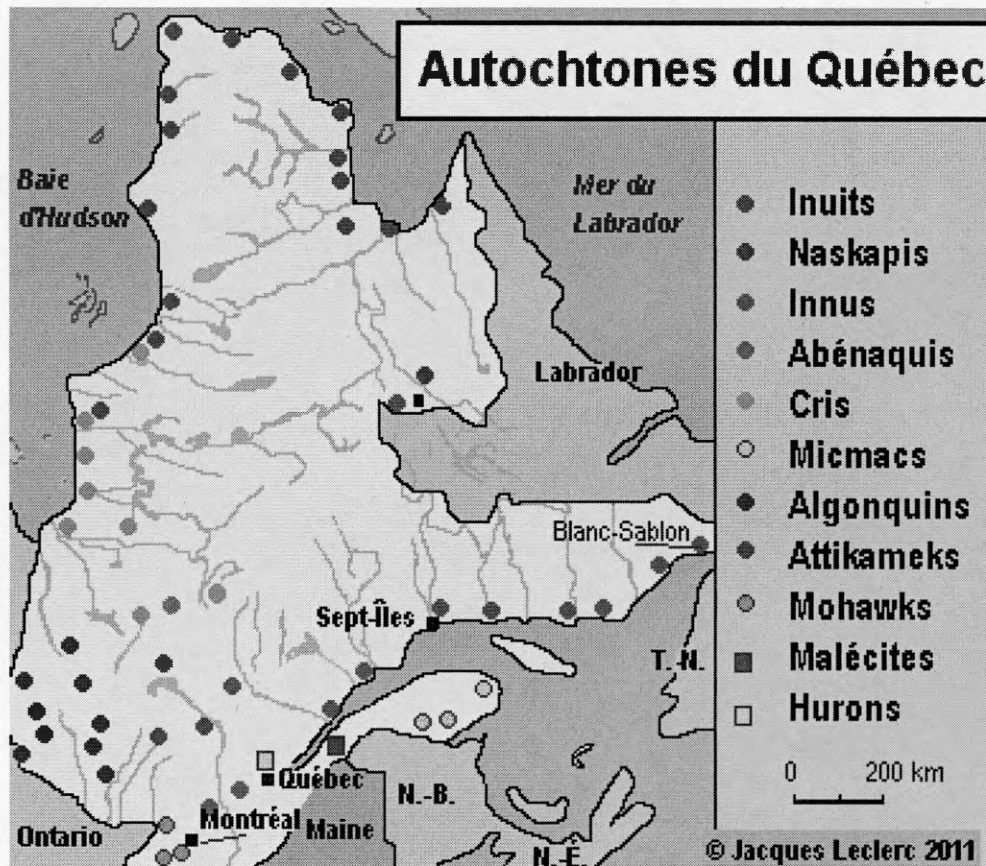 Autochtones du Québec
Baie
d'Hudson
Mer du
Labrador
Inuits
Naskapis
Innus
Abénaquis
Cris
Micmacs
Algonquins
Attikameks
Mohawks
Malécites
Hurons
Labrador
Blanc-Sablon
Sept-Îles
T.-N.
Québec
N.-B.
Montréal
Maine
Ontario
N.-É.
0 200 km
© Jacques Leclerc 2011